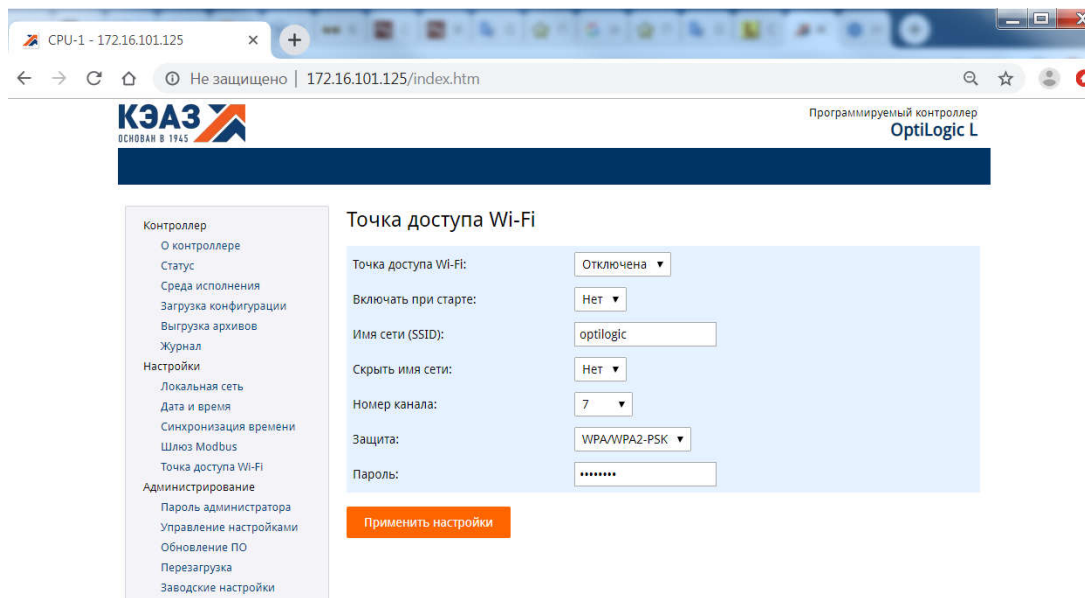 CPU-1 - 172.16.101.125
Не защищено | 172.16.101.125/index.htm
КЭАЗ
ОСНОВАН В 1945
Программируемый контроллер
OptiLogic L
Контроллер
О контроллере
Статус
Среда исполнения
Загрузка конфигурации
Выгрузка архивов
Журнал
Настройки
Локальная сеть
Дата и время
Синхронизация времени
Шлюз Modbus
Точка доступа Wi-Fi
Администрирование
Пароль администратора
Управление настройками
Обновление ПО
Перезагрузка
Заводские настройки
Точка доступа Wi-Fi
Точка доступа Wi-Fi: Отключена
Включать при старте: Нет
Имя сети (SSID): optilogic
Скрыть имя сети: Нет
Номер канала: 7
Защита: WPA/WPA2-PSK
Пароль: ••••••••
Применить настройки